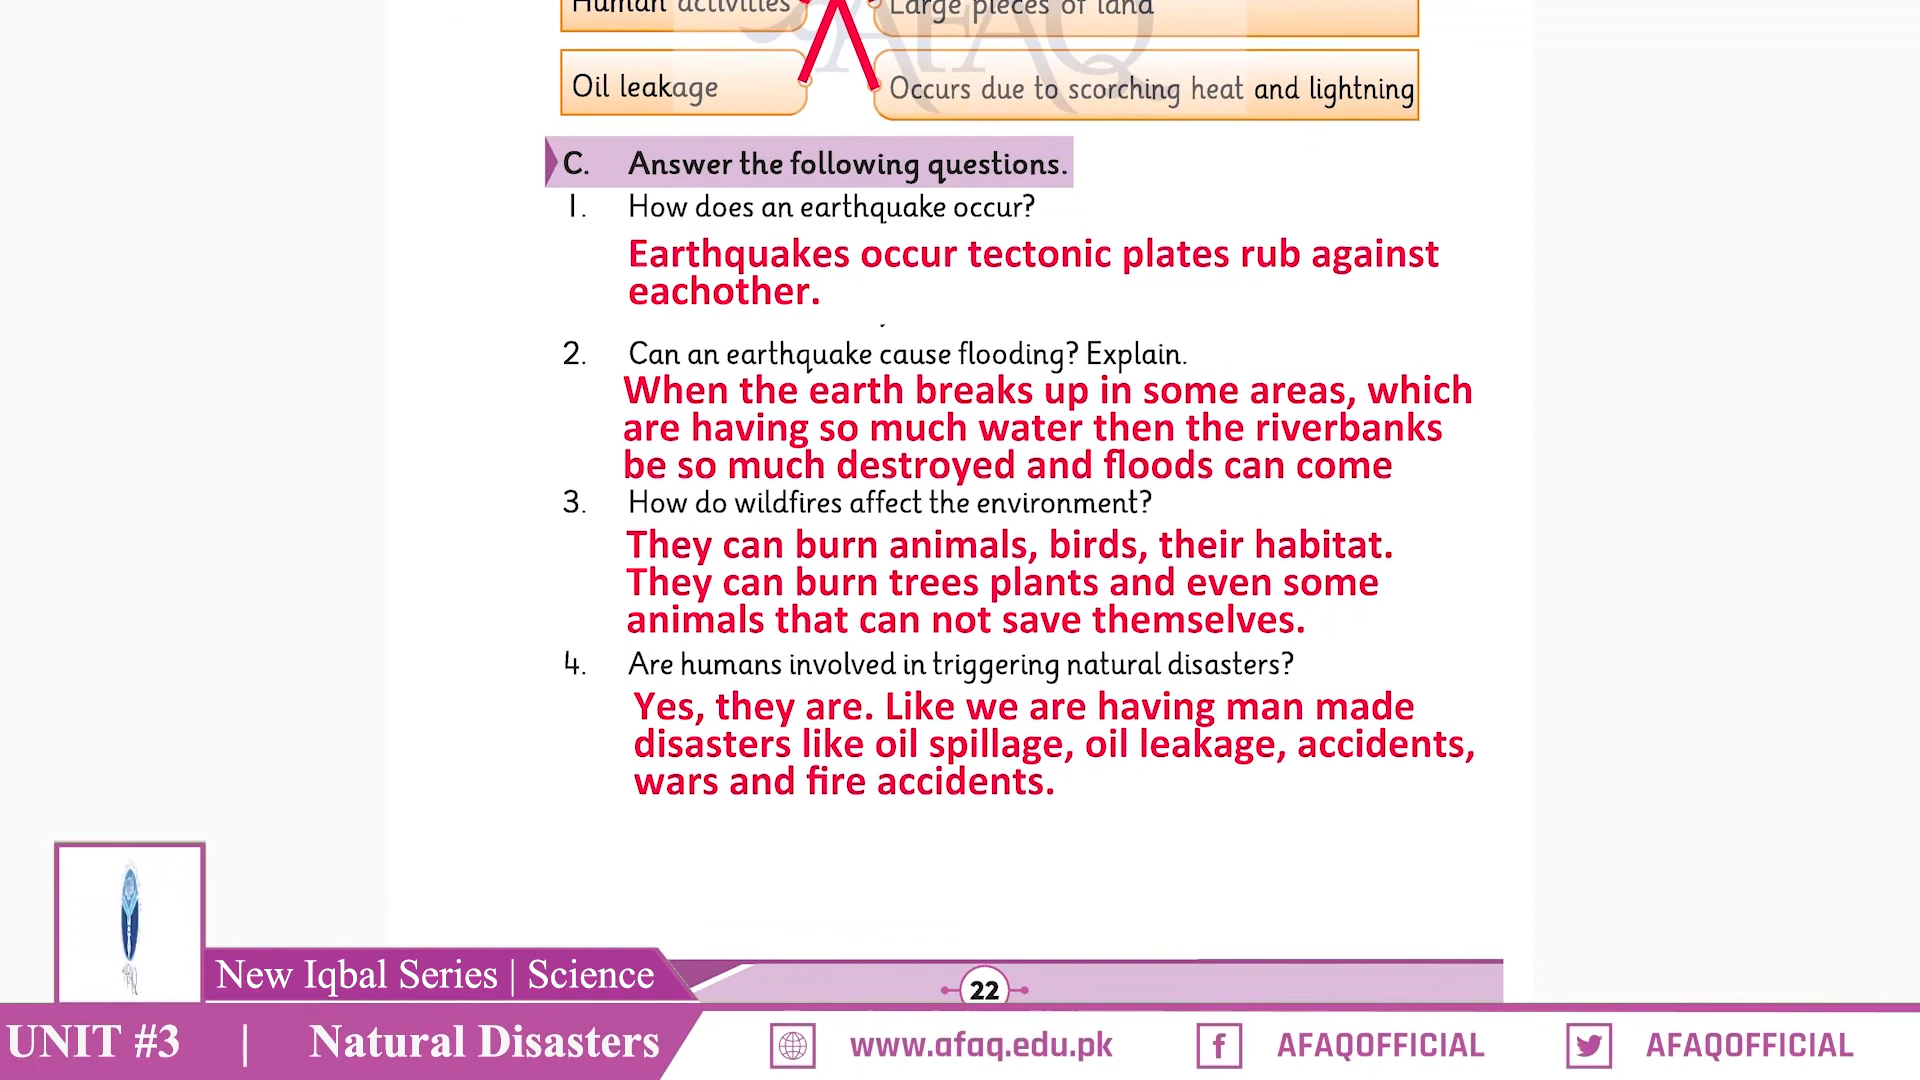 Human activities
Large pieces of land
AFAQ
Oil leakage
Occurs due to scorching heat and lightning
C. Answer the following questions.
1. How does an earthquake occur?
Earthquakes occur tectonic plates rub against
eachother.
2. Can an earthquake cause flooding? Explain.
When the earth breaks up in some areas, which
are having so much water then the riverbanks
be so much destroyed and floods can come
3. How do wildfires affect the environment?
They can burn animals, birds, their habitat.
They can burn trees plants and even some
animals that can not save themselves.
4. Are humans involved in triggering natural disasters?
Yes, they are. Like we are having man made
disasters like oil spillage, oil leakage, accidents,
wars and fire accidents.
New Iqbal Series | Science
22
UNIT #3 | Natural Disasters
www.afaq.edu.pk
AFAQOFFICIAL
AFAQOFFICIAL